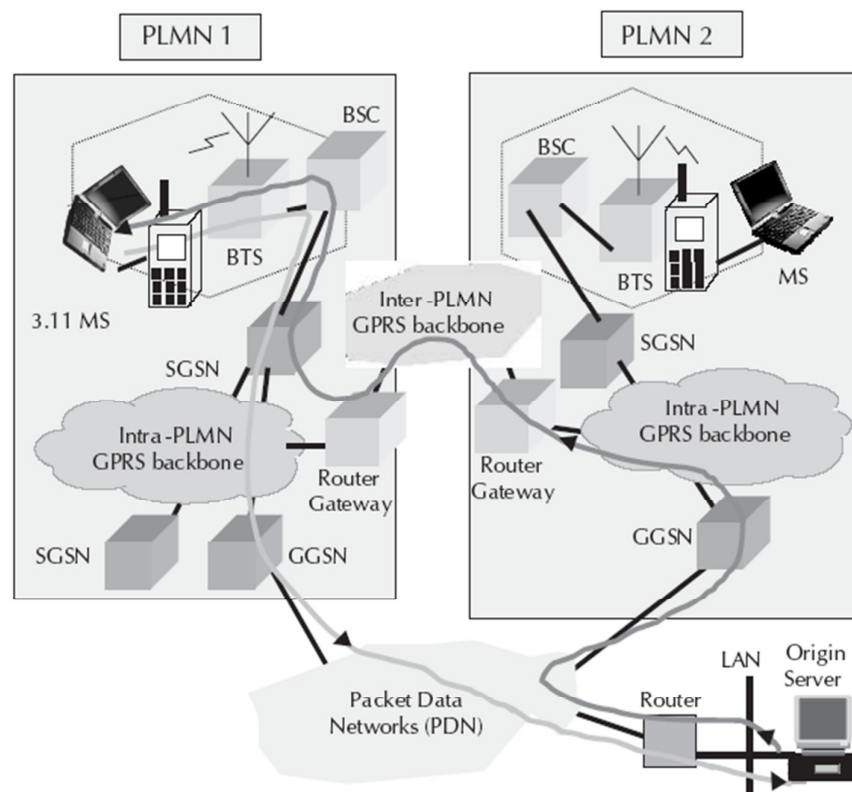 PLMN 1
PLMN 2
BSC
BSC
BTS
BTS
MS
3.11 MS
Inter -PLMN
GPRS backbone
SGSN
SGSN
Intra -PLMN
GPRS backbone
Intra -PLMN
GPRS backbone
Router
Gateway
Router
Gateway
SGSN
GGSN
GGSN
LAN
Origin
Server
Router
Packet Data
Networks (PDN)